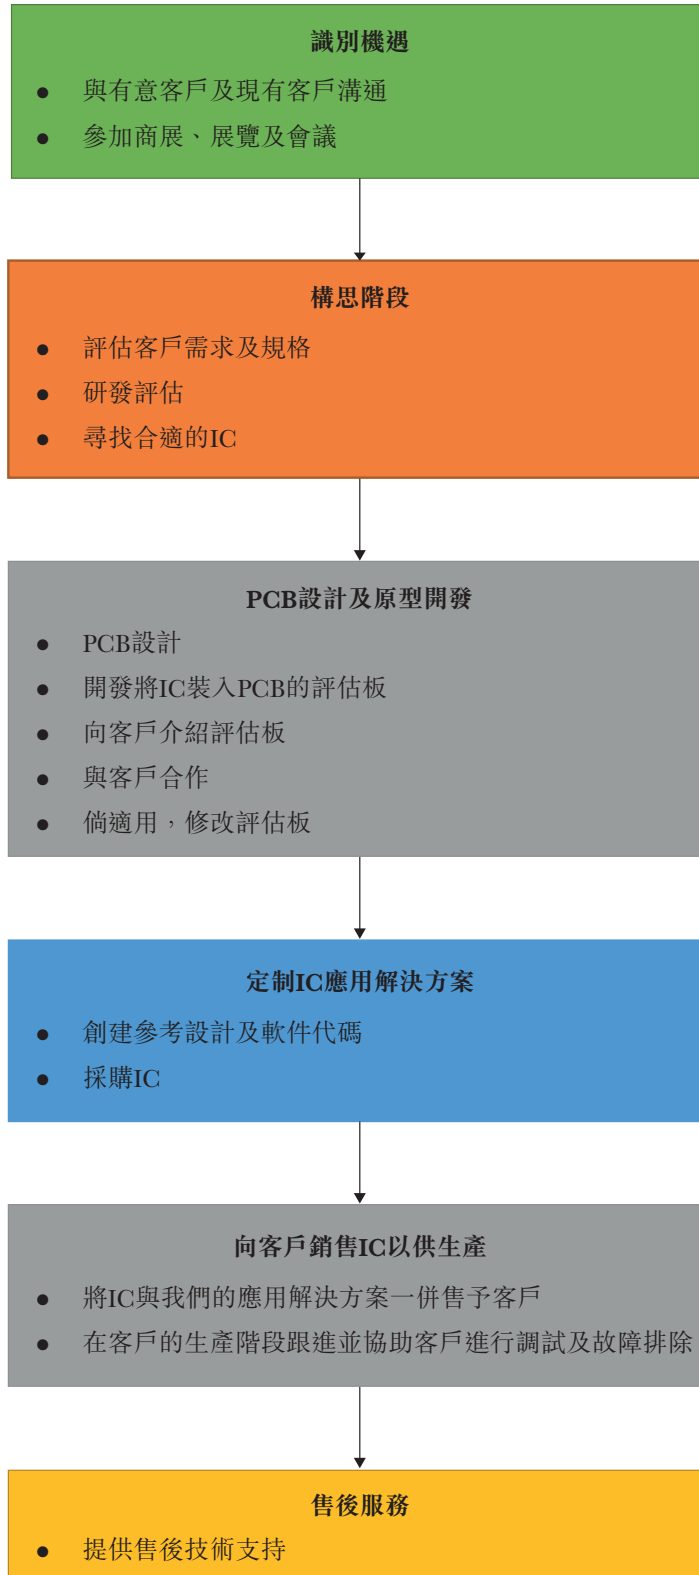 識別機遇
● 與有意客戶及現有客戶溝通
● 參加商展、展覽及會議
構思階段
● 評估客戶需求及規格
● 研發評估
● 尋找合適的IC
PCB設計及原型開發
● PCB設計
● 開發將IC裝入PCB的評估板
● 向客戶介紹評估板
● 與客戶合作
● 倘適用，修改評估板
定制IC應用解決方案
● 創建參考設計及軟件代碼
● 採購IC
向客戶銷售IC以供生產
● 將IC與我們的應用解決方案一併售予客戶
● 在客戶的生產階段跟進並協助客戶進行調試及故障排除
售後服務
● 提供售後技術支持